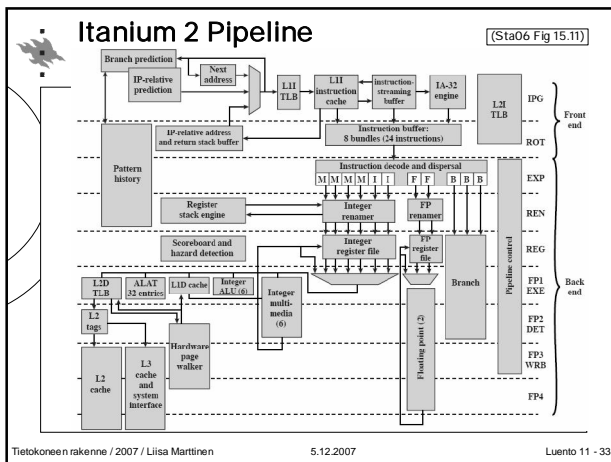 Itanium 2 Pipeline
(Sta06 Fig 15.11)
Branch prediction
IP-relative
prediction
Next
address
L1I
TLB
L1I
instruction
cache
instruction-
streaming
buffer
IA-32
engine
L2I
TLB
IPG
Front
end
IP-relative address
and return stack buffer
Instruction buffer:
8 bundles (24 instructions)
ROT
Pattern
history
Instruction decode and dispersal
M M M M I I F F B B B
EXP
Register
stack engine
Integer
renamer
FP
renamer
REN
Scoreboard and
hazard detection
Integer
register file
FP
register
file
REG
Pipeline control
Branch
L2D
TLB
ALAT
32 entries
L1D cache
Integer
ALU (6)
Integer
multi-
media
(6)
FP1
EXE
Back
end
L2
tags
Hardware
page
walker
Floating point (2)
FP2
DET
L2
cache
L3
cache
and
system
interface
FP3
WRB
FP4
Tietokoneen rakenne / 2007 / Liisa Marttinen
5.12.2007
Luento 11 - 33